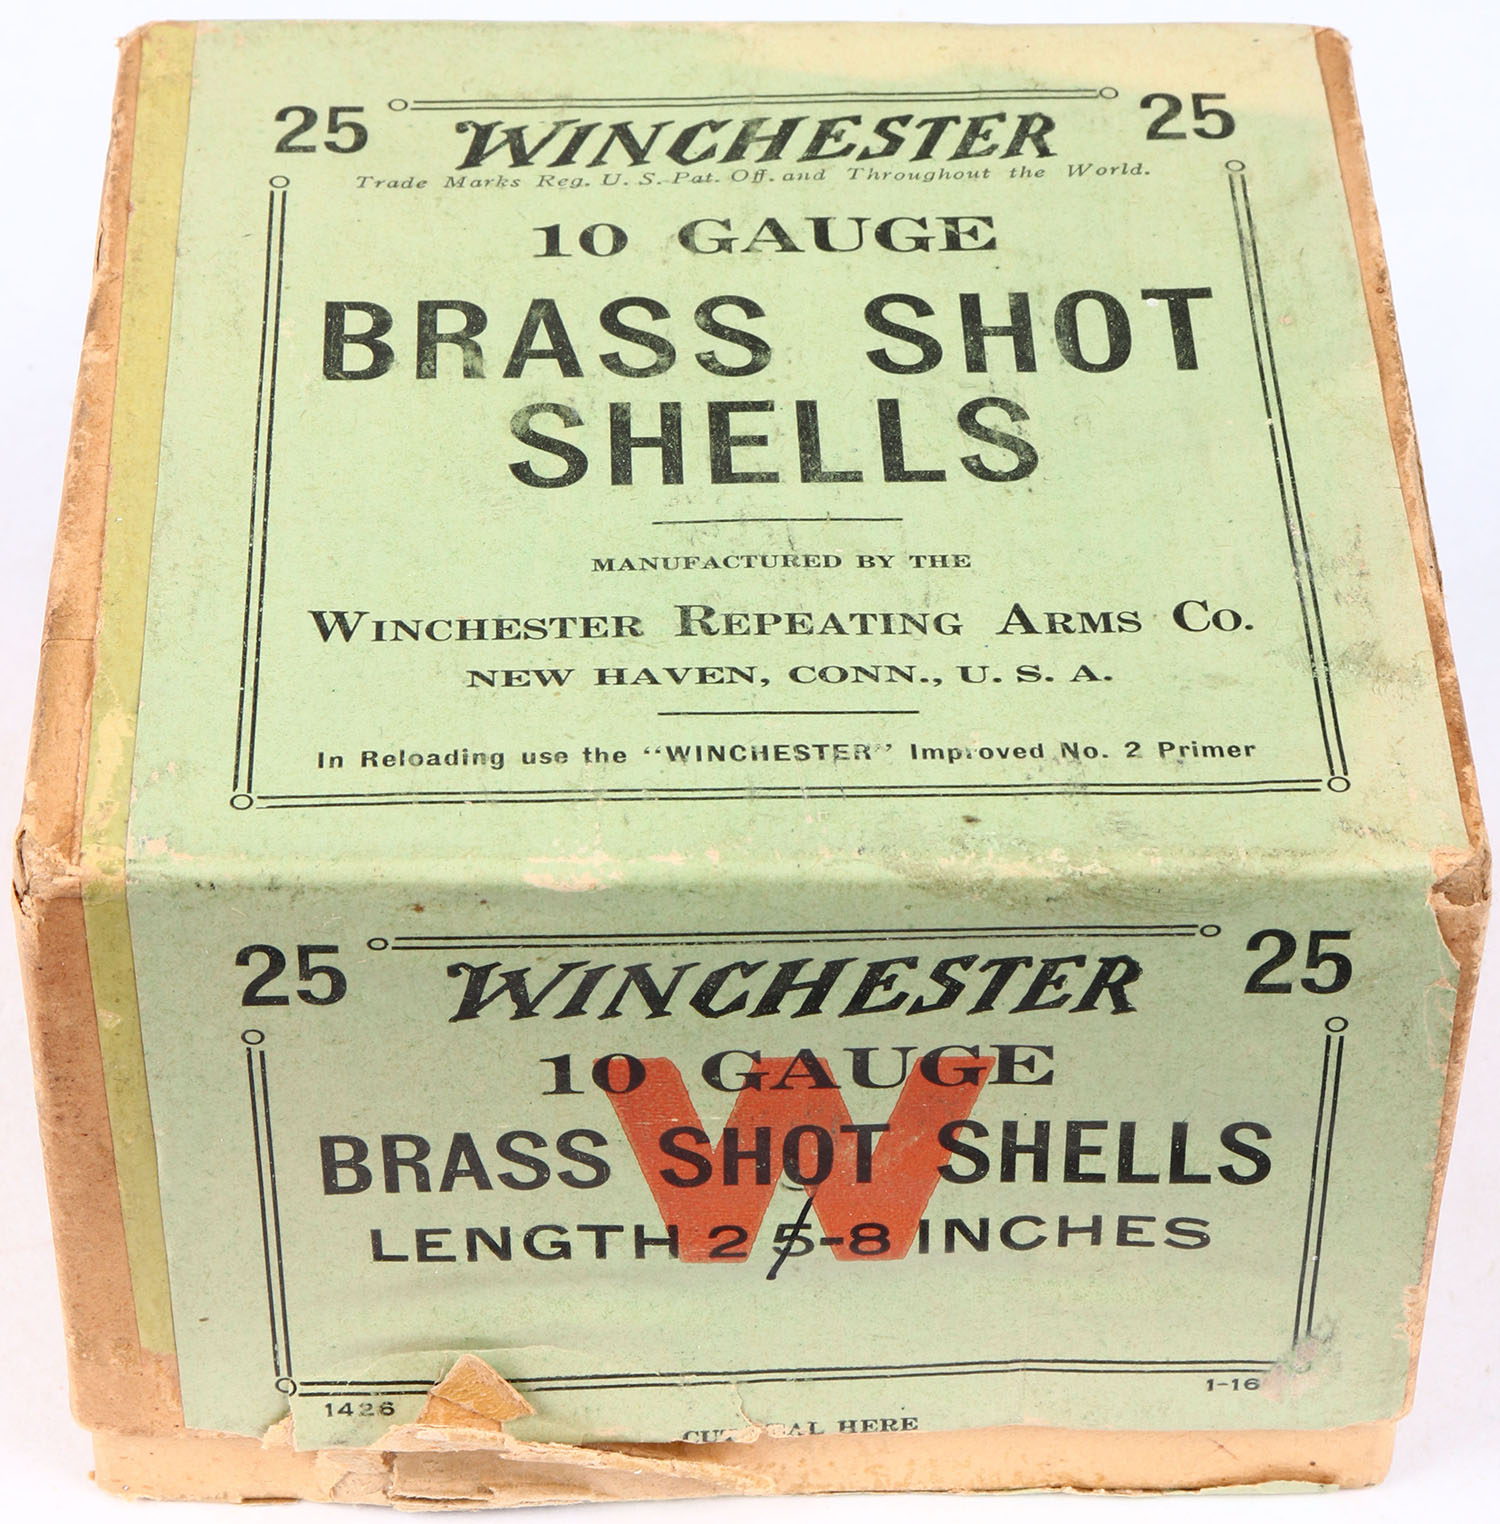 25 WINCHESTER 25
Trade Marks Reg. U. S. Pat. Off. and Throughout the World.
10 GAUGE
BRASS SHOT
SHELLS
MANUFACTURED BY THE
WINCHESTER REPEATING ARMS CO.
NEW HAVEN, CONN., U. S. A.
In Reloading use the "WINCHESTER" Improved No. 2 Primer
25 WINCHESTER 25
10 GAUGE
W
BRASS SHOT SHELLS
LENGTH 2 5-8 INCHES
1426 1-16
HERE